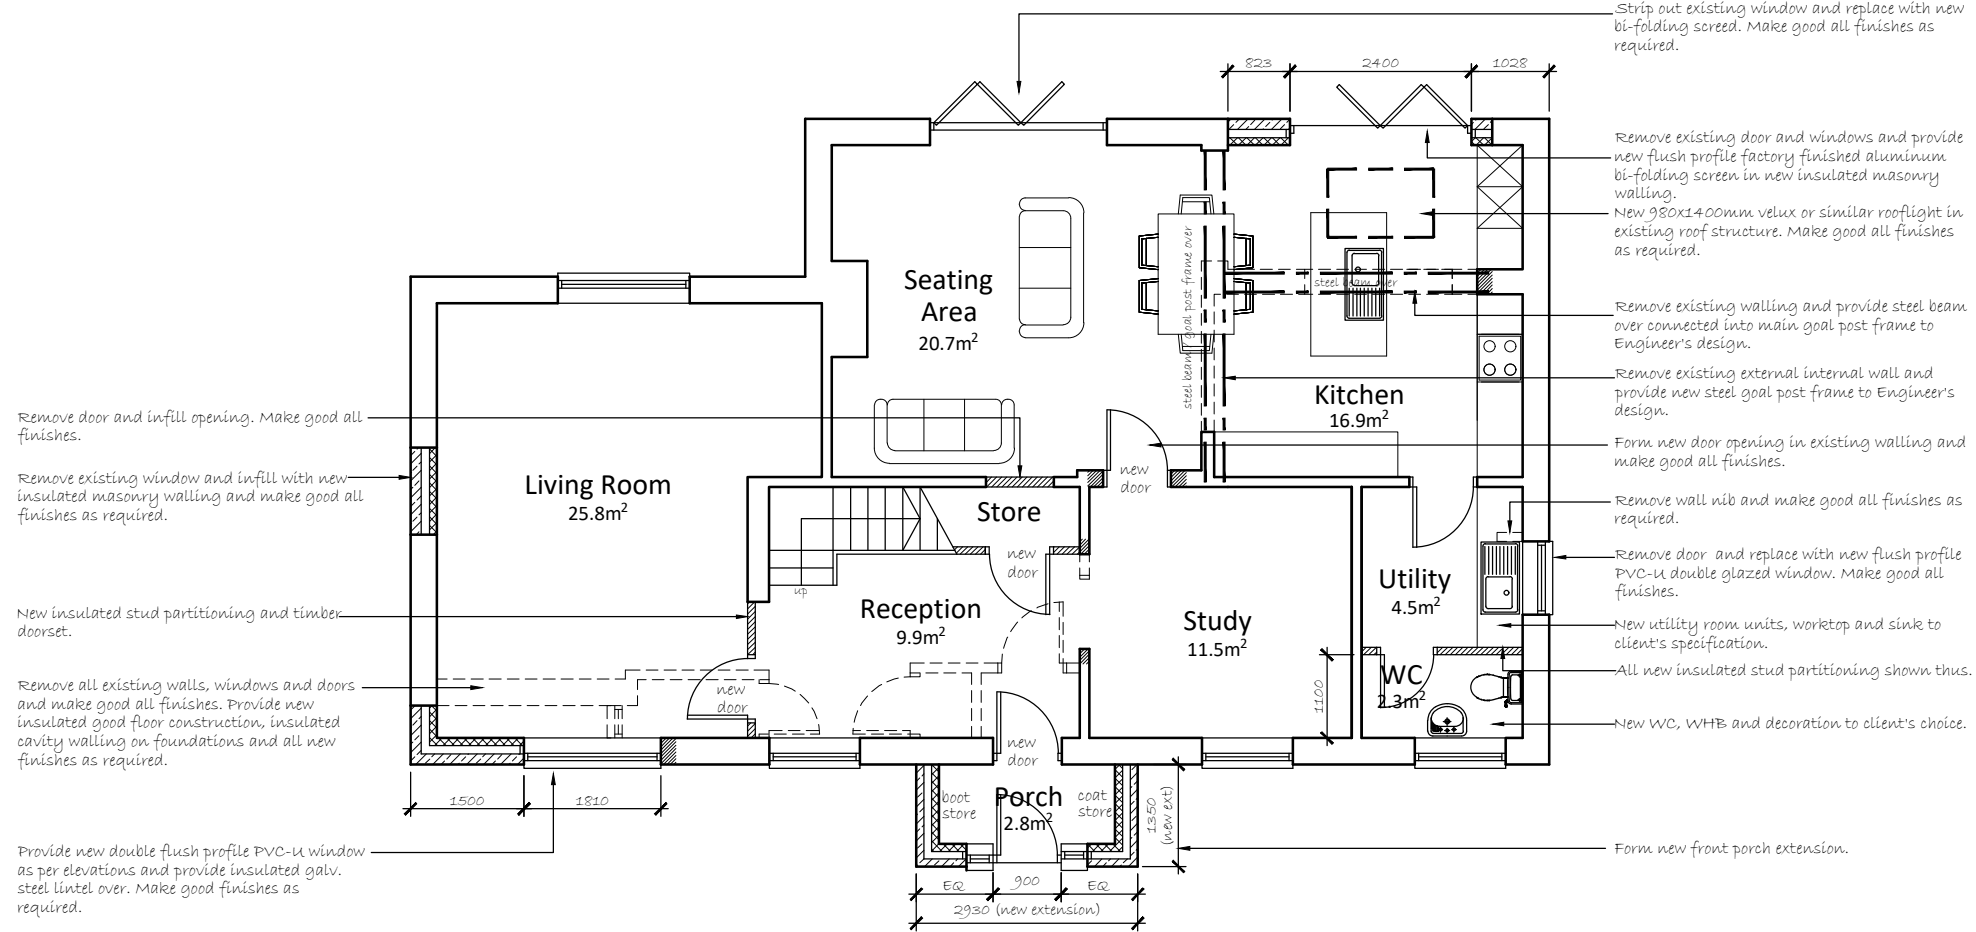 Strip out existing window and replace with new
bi-folding screed. Make good all finishes as
required.
823
2400
1028
Remove existing door and windows and provide
new flush profile factory finished aluminum
bi-folding screen in new insulated masonry
walling.
New 980x1400mm velux or similar rooflight in
existing roof structure. Make good all finishes
as required.
Remove existing walling and provide steel beam
over connected into main goal post frame to
Engineer's design.
Remove existing external internal wall and
provide new steel goal post frame to Engineer's
design.
Form new door opening in existing walling and
make good all finishes.
Remove wall nib and make good all finishes as
required.
Remove door and replace with new flush profile
PVC-U double glazed window. Make good all
finishes.
New utility room units, worktop and sink to
client's specification.
All new insulated stud partitioning shown thus.
New WC, WHB and decoration to client's choice.
Form new front porch extension.
Remove door and infill opening. Make good all
finishes.
Remove existing window and infill with new
insulated masonry walling and make good all
finishes as required.
New insulated stud partitioning and timber
doorset.
Remove all existing walls, windows and doors
and make good all finishes. Provide new
insulated good floor construction, insulated
cavity walling on foundations and all new
finishes as required.
Provide new double flush profile PVC-U window
as per elevations and provide insulated galv.
steel lintel over. Make good finishes as
required.
Seating
Area
20.7m²
steel beam / goal post frame over
steel beam over
Kitchen
16.9m²
Living Room
25.8m²
new
door
Store
new
door
up
Reception
9.9m²
Study
11.5m²
Utility
4.5m²
WC
2.3m²
1100
new
door
new
door
Porch
2.8m²
boot
store
coat
store
1350
(new ext)
1500
1810
EQ
900
EQ
2930 (new extension)